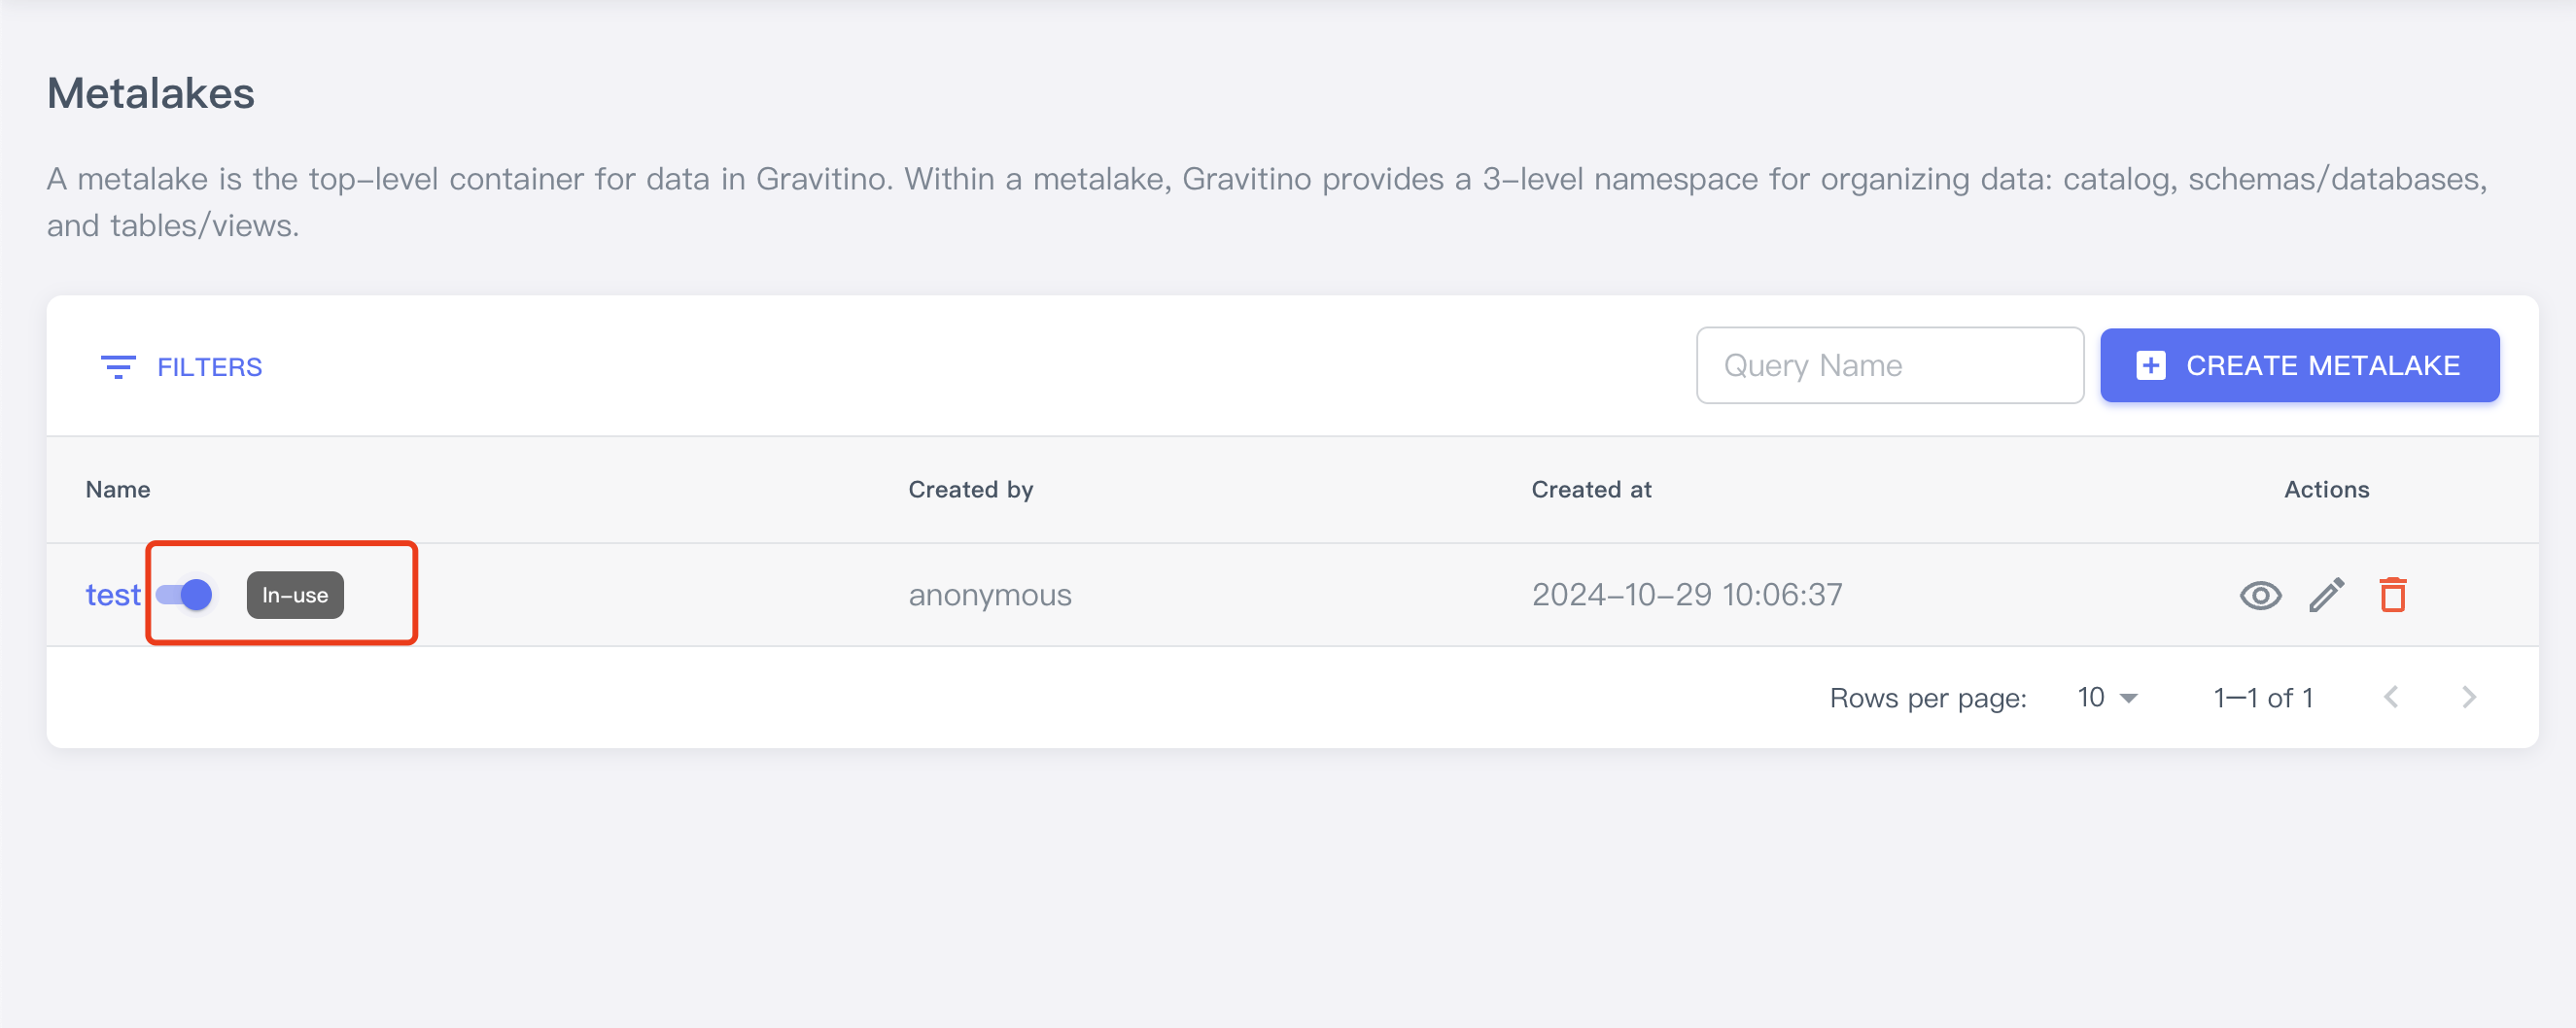 Metalakes
A metalake is the top-level container for data in Gravitino. Within a metalake, Gravitino provides a 3-level namespace for organizing data: catalog, schemas/databases,
and tables/views.
FILTERS
Query Name
CREATE METALAKE
Name Created by Created at Actions
test In-use anonymous 2024-10-29 10:06:37
Rows per page: 10 1–1 of 1